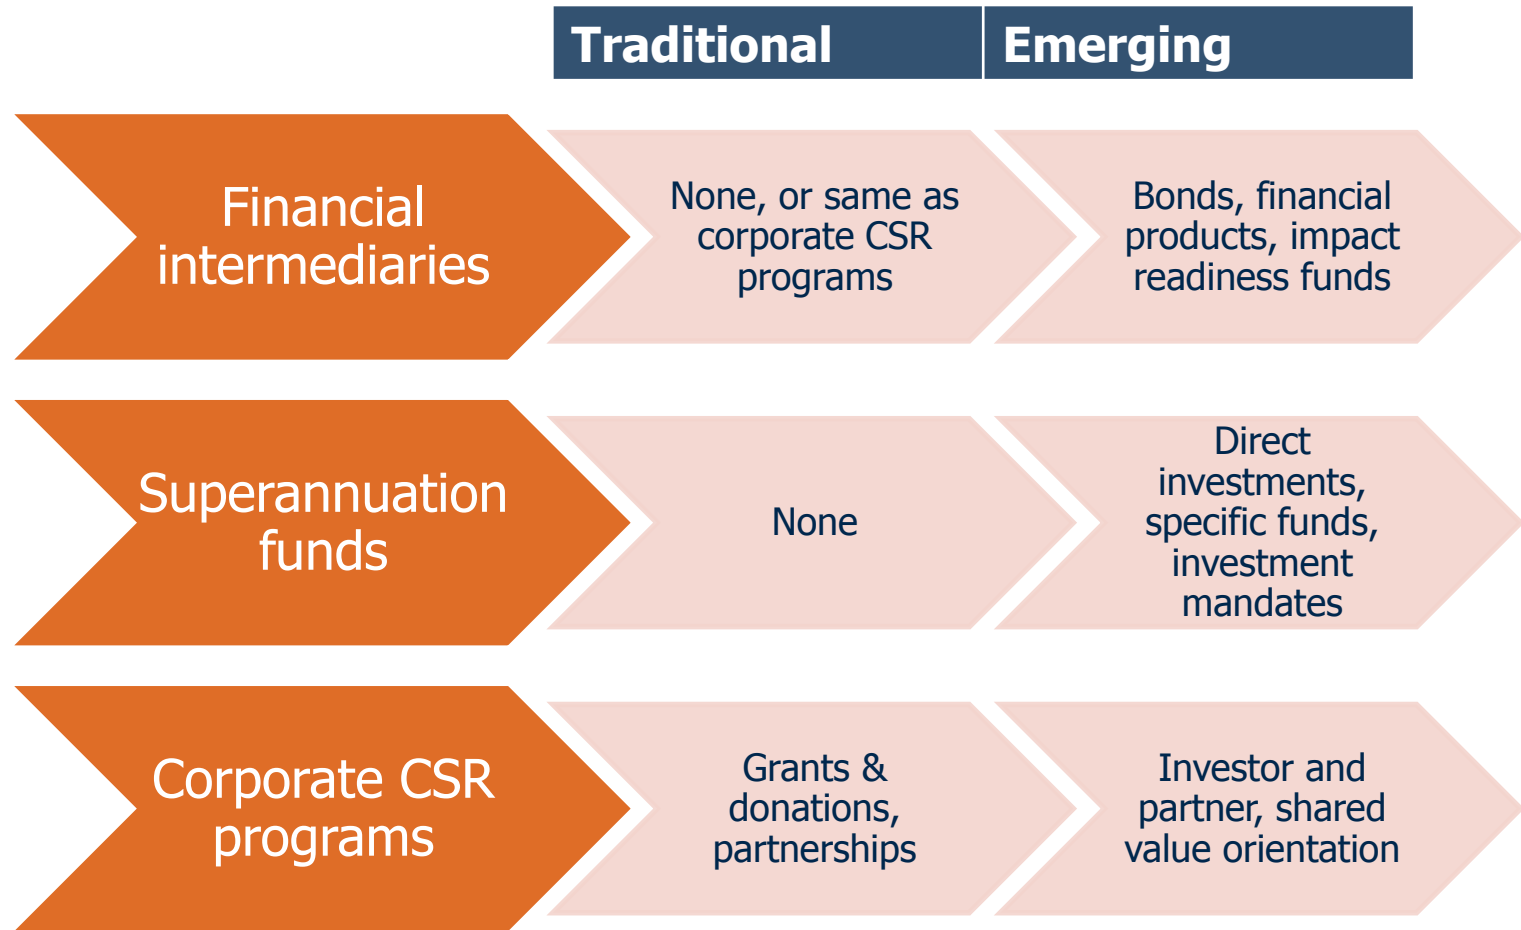 Traditional
Emerging
Financial
intermediaries
None, or same as
corporate CSR
programs
Bonds, financial
products, impact
readiness funds
Superannuation
funds
None
Direct
investments,
specific funds,
investment
mandates
Corporate CSR
programs
Grants &
donations,
partnerships
Investor and
partner, shared
value orientation